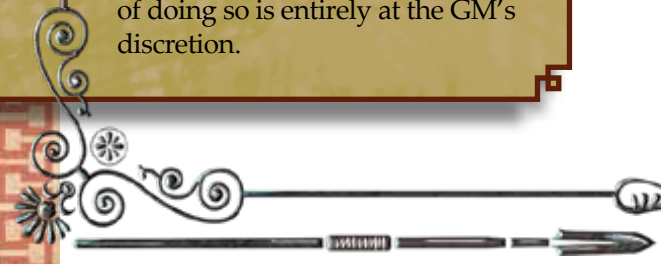 of doing so is entirely at the GM’s
discretion.